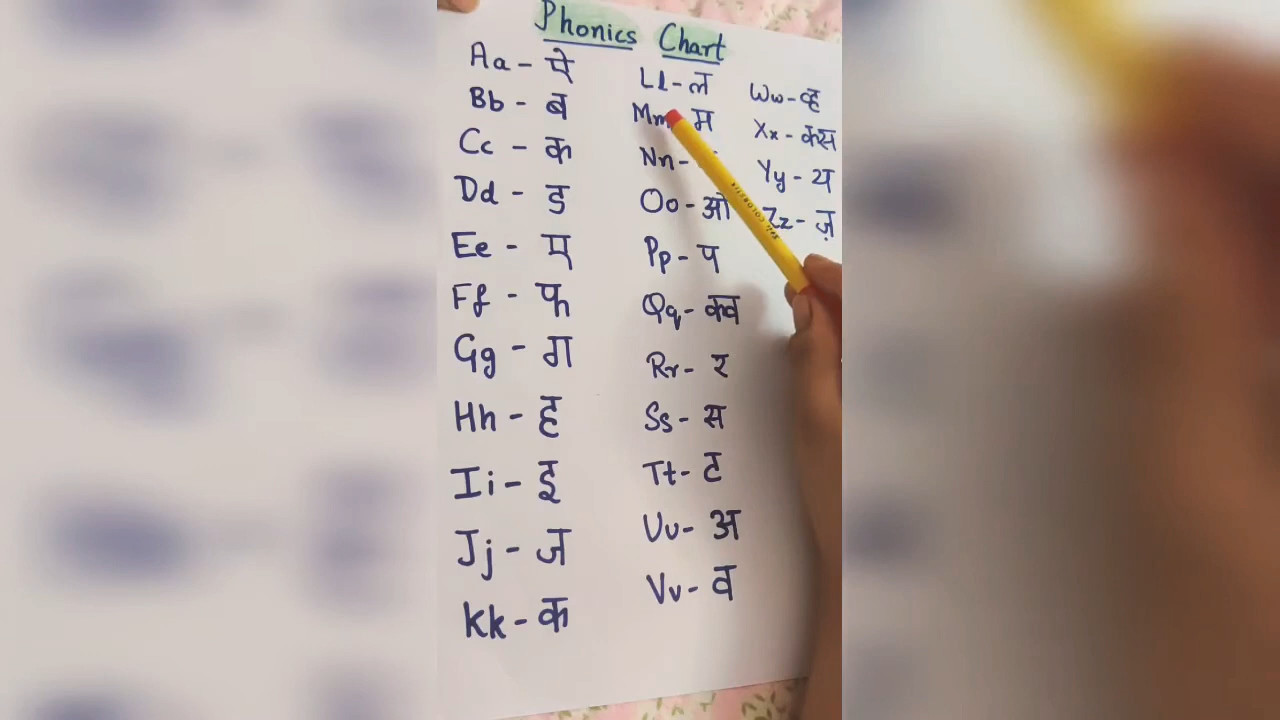 Phonics Chart
Aa - ऐ
Bb - ब
Cc - क
Dd - ड
Ee - ए
Ff - फ
Gg - ग
Hh - ह
Ii - इ
Jj - ज
Kk - क
Ll - ल
Mm - म
Nn -
Oo - ओ
Pp - प
Qq - क्व
Rr - र
Ss - स
Tt - ट
Uu - अ
Vv - व
Ww - व्ह
Xx - क्स
Yy - य
Zz - ज़